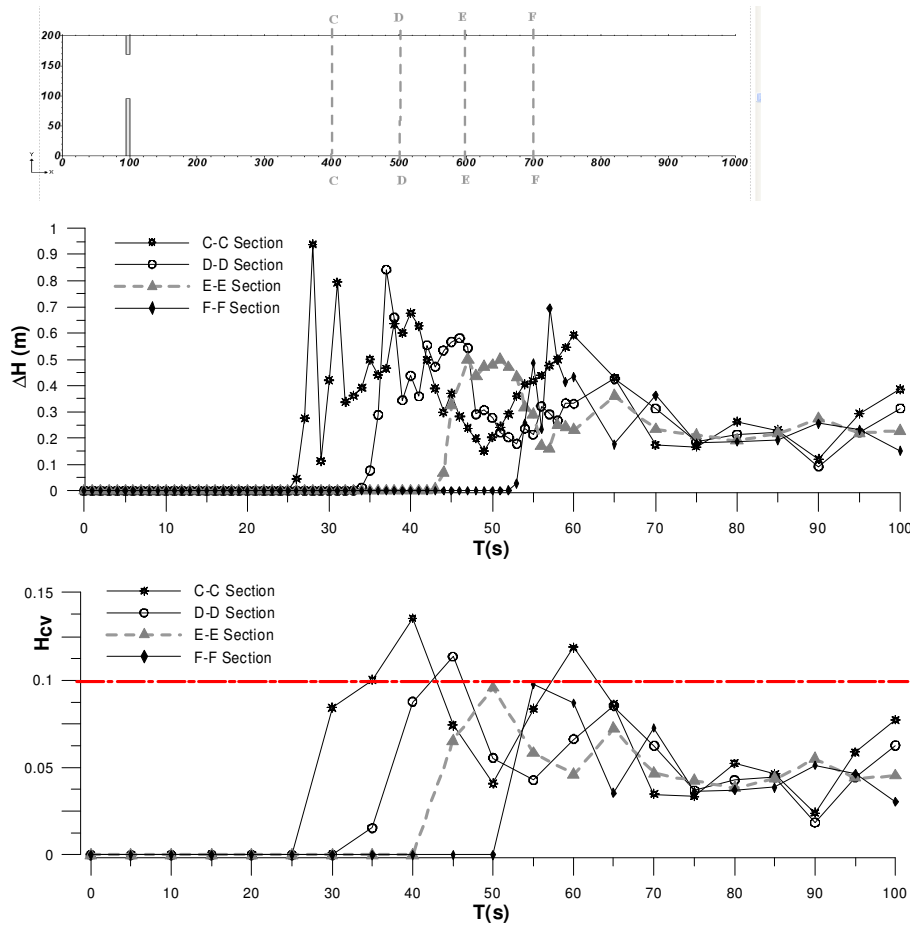 C D E F
200
150
100
50
0
Y
X
0 100 200 300 400 500 600 700 800 900 1000
C D E F
1
0.9
0.8
0.7
0.6
0.5
0.4
0.3
0.2
0.1
0
ΔH (m)
C-C Section
D-D Section
E-E Section
F-F Section
0 10 20 30 40 50 60 70 80 90 100
T(s)
0.15
0.1
0.05
0
Hcv
C-C Section
D-D Section
E-E Section
F-F Section
0 10 20 30 40 50 60 70 80 90 100
T(s)